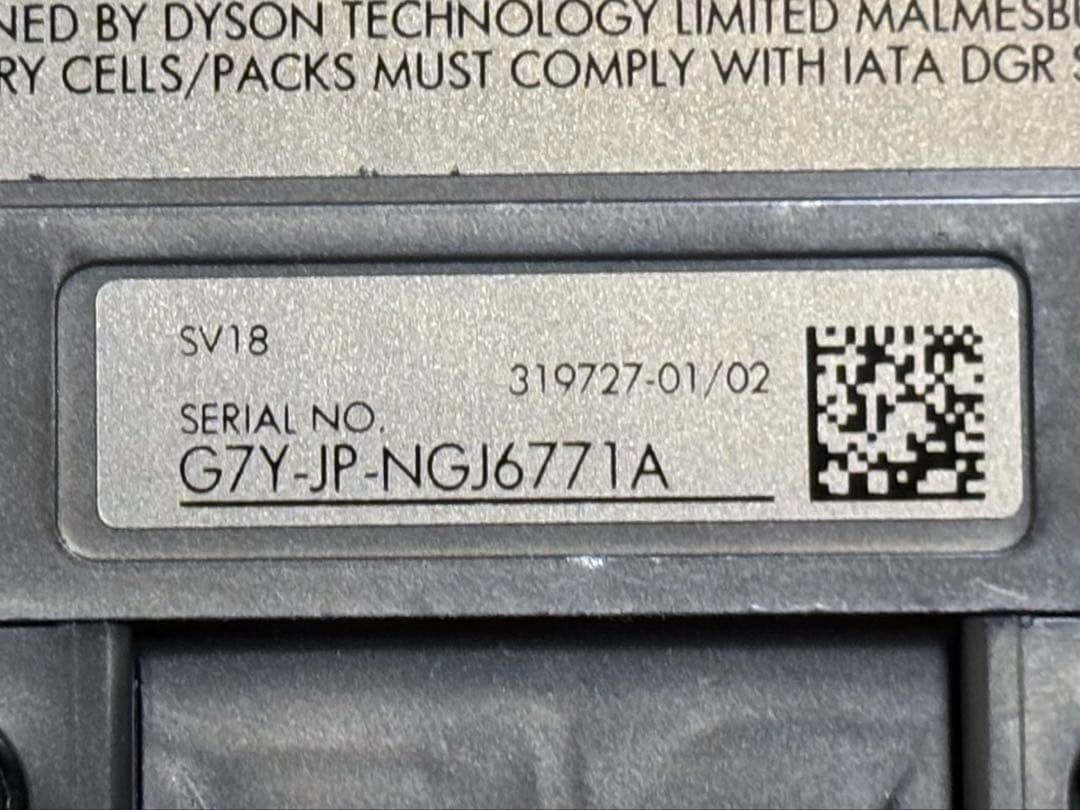 NED BY DYSON TECHNOLOGY LIMITED MALMESBU
RY CELLS/PACKS MUST COMPLY WITH IATA DGR S
SV18
319727-01/02
SERIAL NO.
G7Y-JP-NGJ6771A